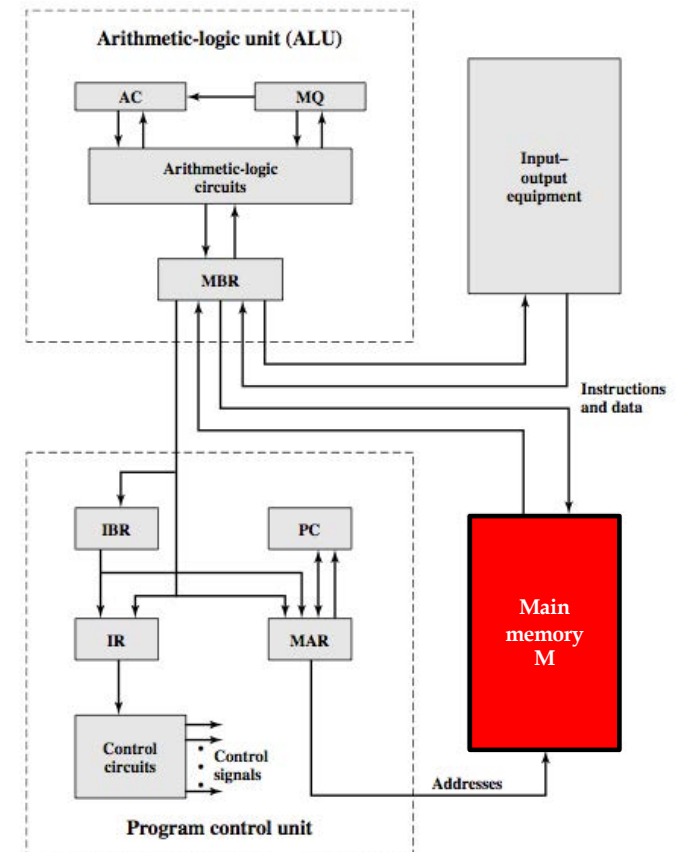 Arithmetic-logic unit (ALU)
AC
MQ
Arithmetic-logic
circuits
MBR
Input–
output
equipment
Instructions
and data
IBR
PC
IR
MAR
Main
memory
M
Control
circuits
Control
signals
Addresses
Program control unit